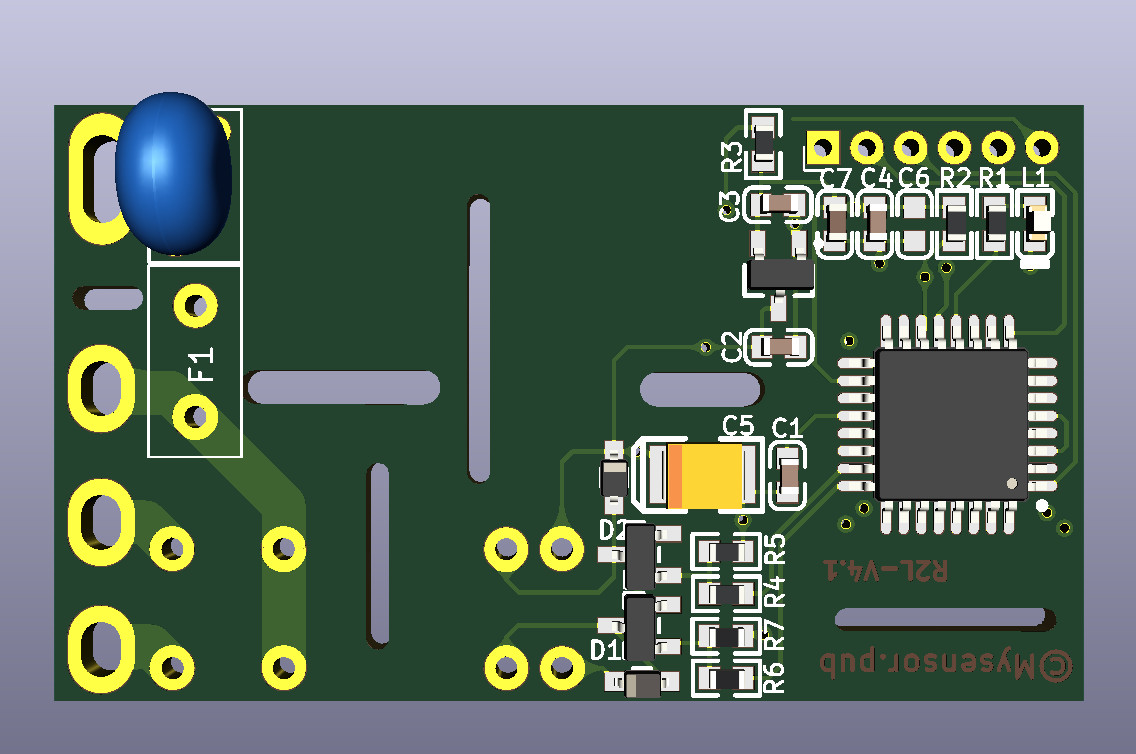 R3
C3
C7 C4 C6 R2 R1 L1
F1
C2
C5 C1
D2
R5
R4
R2L-V4.1
D1
R7
R6
©Mysensor.pub